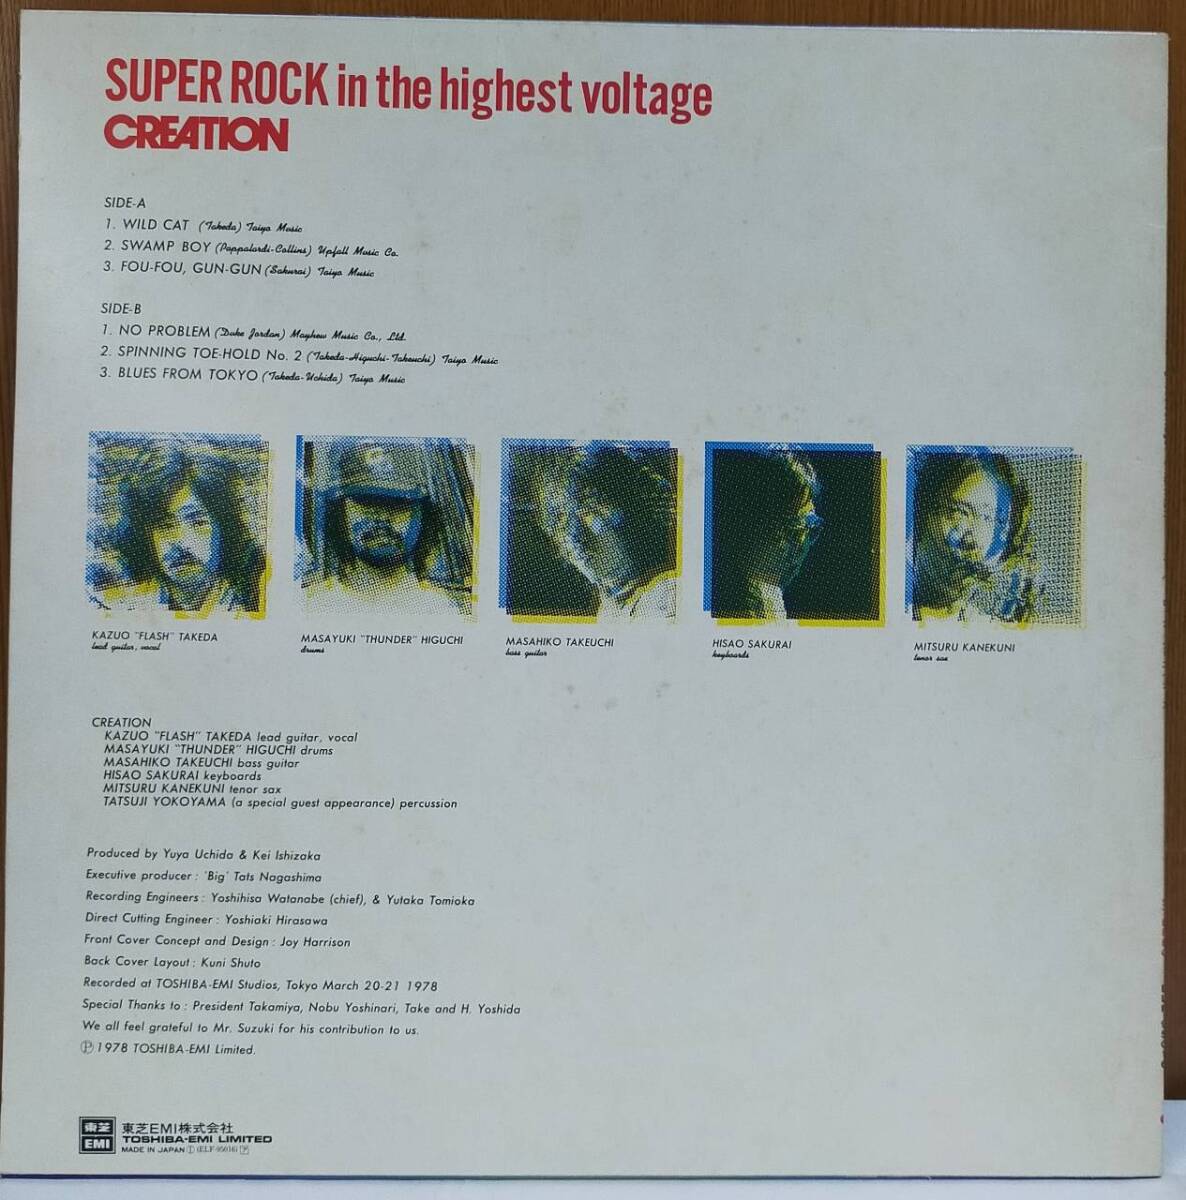 SUPER ROCK in the highest voltage
CREATION
SIDE-A
1. WILD CAT (Takeda) Taiyo Music
2. SWAMP BOY (Pappalardi-Collins) Upfall Music Co.
3. FOU-FOU, GUN-GUN (Sakurai) Taiyo Music
SIDE-B
1. NO PROBLEM (Duke Jordan) Mayhew Music Co., Ltd.
2. SPINNING TOE-HOLD No. 2 (Takeda-Higuchi-Takeuchi) Taiyo Music
3. BLUES FROM TOKYO (Takeda-Uchida) Taiyo Music
KAZUO "FLASH" TAKEDA
lead guitar, vocal
MASAYUKI "THUNDER" HIGUCHI
drums
MASAHIKO TAKEUCHI
bass guitar
HISAO SAKURAI
keyboards
MITSURU KANEKUNI
tenor sax
CREATION
KAZUO "FLASH" TAKEDA lead guitar, vocal
MASAYUKI "THUNDER" HIGUCHI drums
MASAHIKO TAKEUCHI bass guitar
HISAO SAKURAI keyboards
MITSURU KANEKUNI tenor sax
TATSUJI YOKOYAMA (a special guest appearance) percussion
Produced by Yuya Uchida & Kei Ishizaka
Executive producer : 'Big' Tats Nagashima
Recording Engineers : Yoshihisa Watanabe (chief), & Yutaka Tomioka
Direct Cutting Engineer : Yoshiaki Hirasawa
Front Cover Concept and Design : Joy Harrison
Back Cover Layout : Kuni Shuto
Recorded at TOSHIBA-EMI Studios, Tokyo March 20-21 1978
Special Thanks to : President Takamiya, Nobu Yoshinari, Take and H. Yoshida
We all feel grateful to Mr. Suzuki for his contribution to us.
Ⓟ 1978 TOSHIBA-EMI Limited.
東芝 EMI
東芝EMI株式会社
TOSHIBA-EMI LIMITED
MADE IN JAPAN Ⓘ (ELF-95016) P